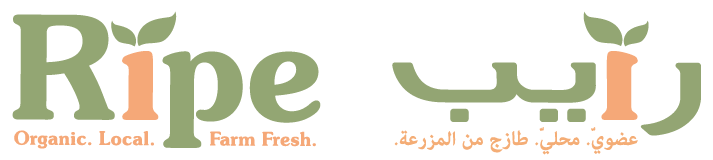 Ripe
Organic. Local. Farm Fresh.
رايب
عضويّ. محليّ. طازج من المزرعة.